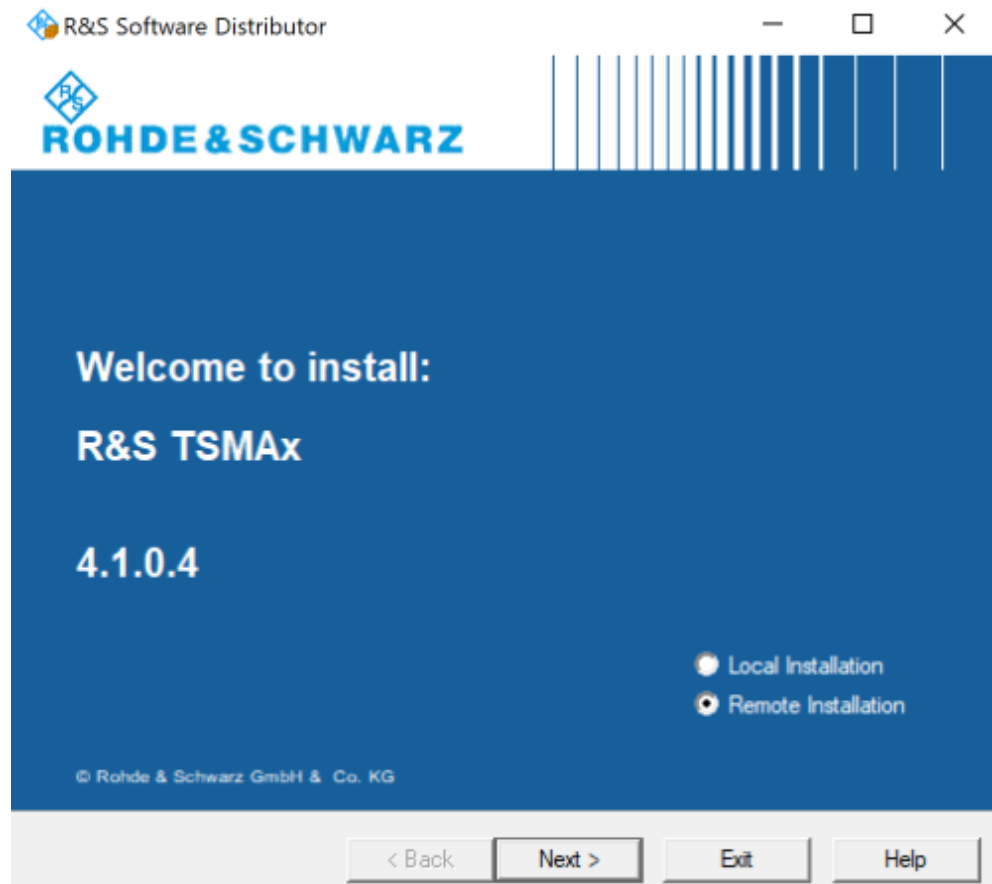 R&S Software Distributor
R&S
ROHDE&SCHWARZ
Welcome to install:
R&S TSMAx
4.1.0.4
Local Installation
Remote Installation
© Rohde & Schwarz GmbH & Co. KG
< Back
Next >
Exit
Help